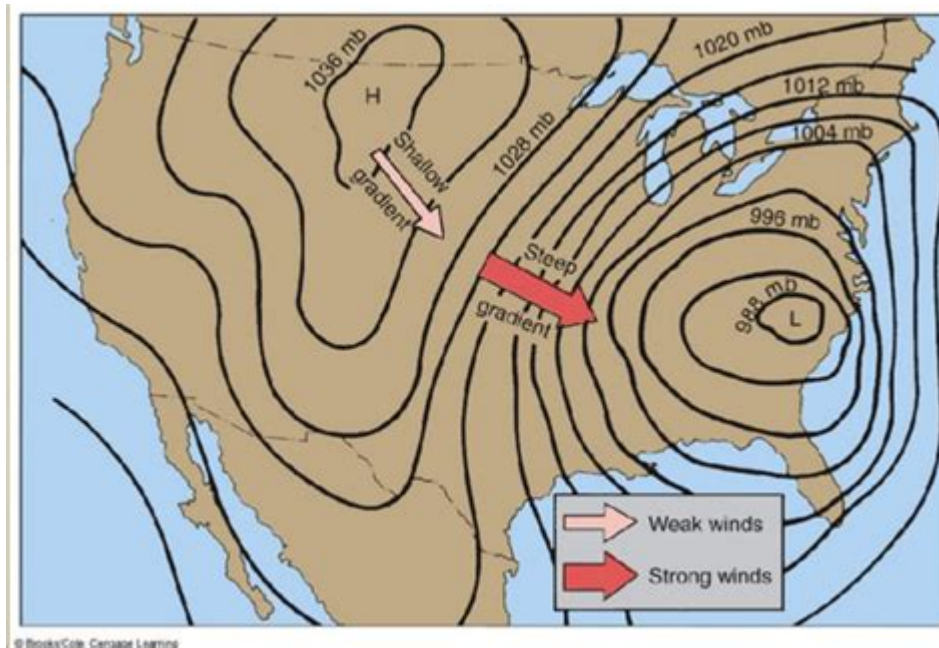 1036 mb
H
Shallow
gradient
1028 mb
1020 mb
1012 mb
1004 mb
996 mb
988 mb
L
Steep
gradient
Weak winds
Strong winds
© Brooks/Cole, Cengage Learning